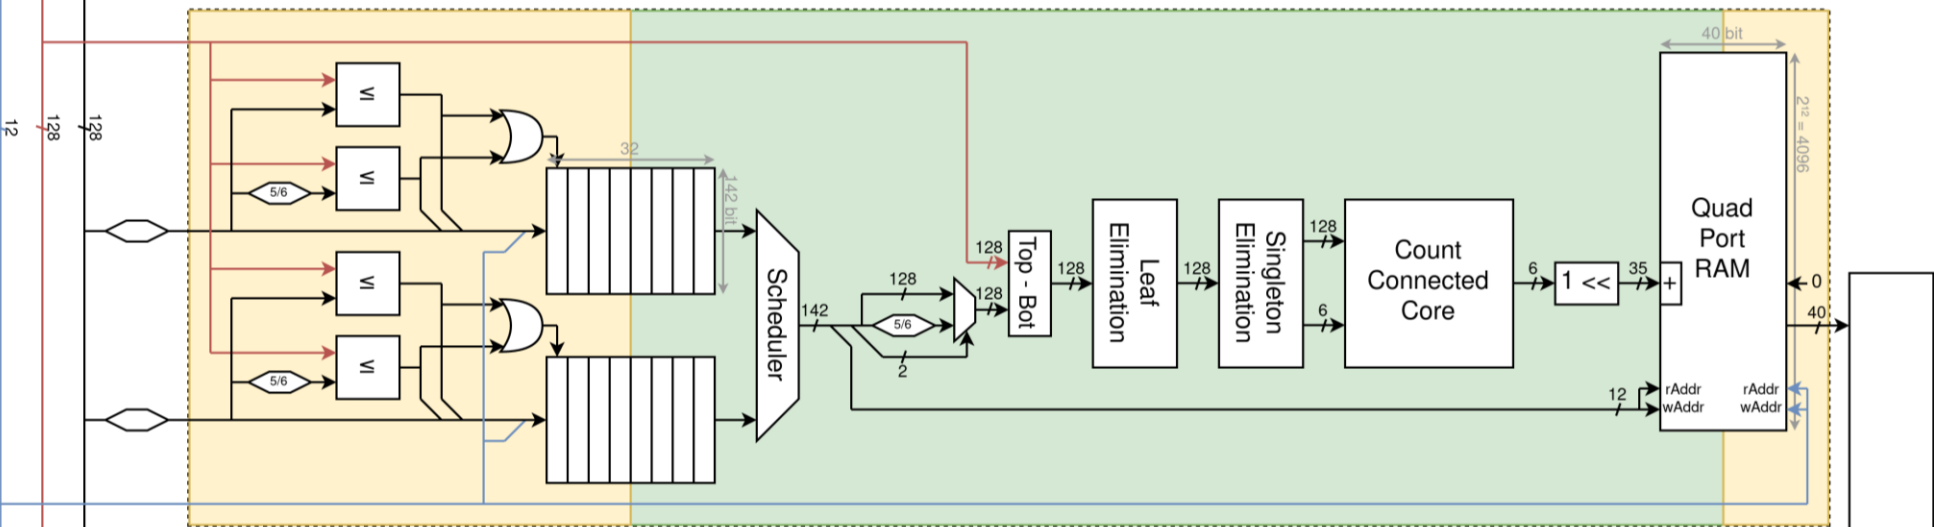 12
128
128
≤
5/6
≤
≤
5/6
≤
32
142 bit
Scheduler
142
128
5/6
2
128
128
Top - Bot
128
Leaf
Elimination
128
Singleton
Elimination
128
6
Count
Connected
Core
6
1 <<
35
+
40 bit
2¹² = 4096
Quad
Port
RAM
0
40
12
rAddr
wAddr
rAddr
wAddr